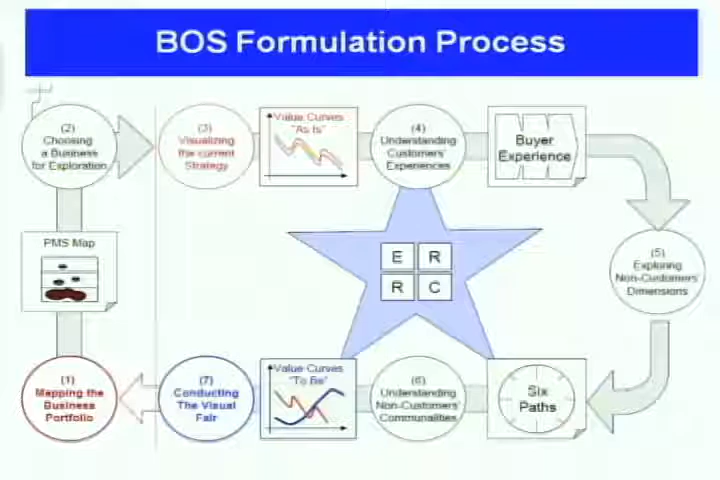 BOS Formulation Process
(2)
Choosing
a Business
for Exploration
(3)
Visualizing
the current
Strategy
Value Curves
"As Is"
(4)
Understanding
Customers'
Experiences
Buyer
Experience
PMS Map
E R
R C
(5)
Exploring
Non-Customers'
Dimensions
(1)
Mapping the
Business
Portfolio
(7)
Conducting
The Visual
Fair
Value Curves
"To Be"
(6)
Understanding
Non-Customers'
Communalities
Six
Paths